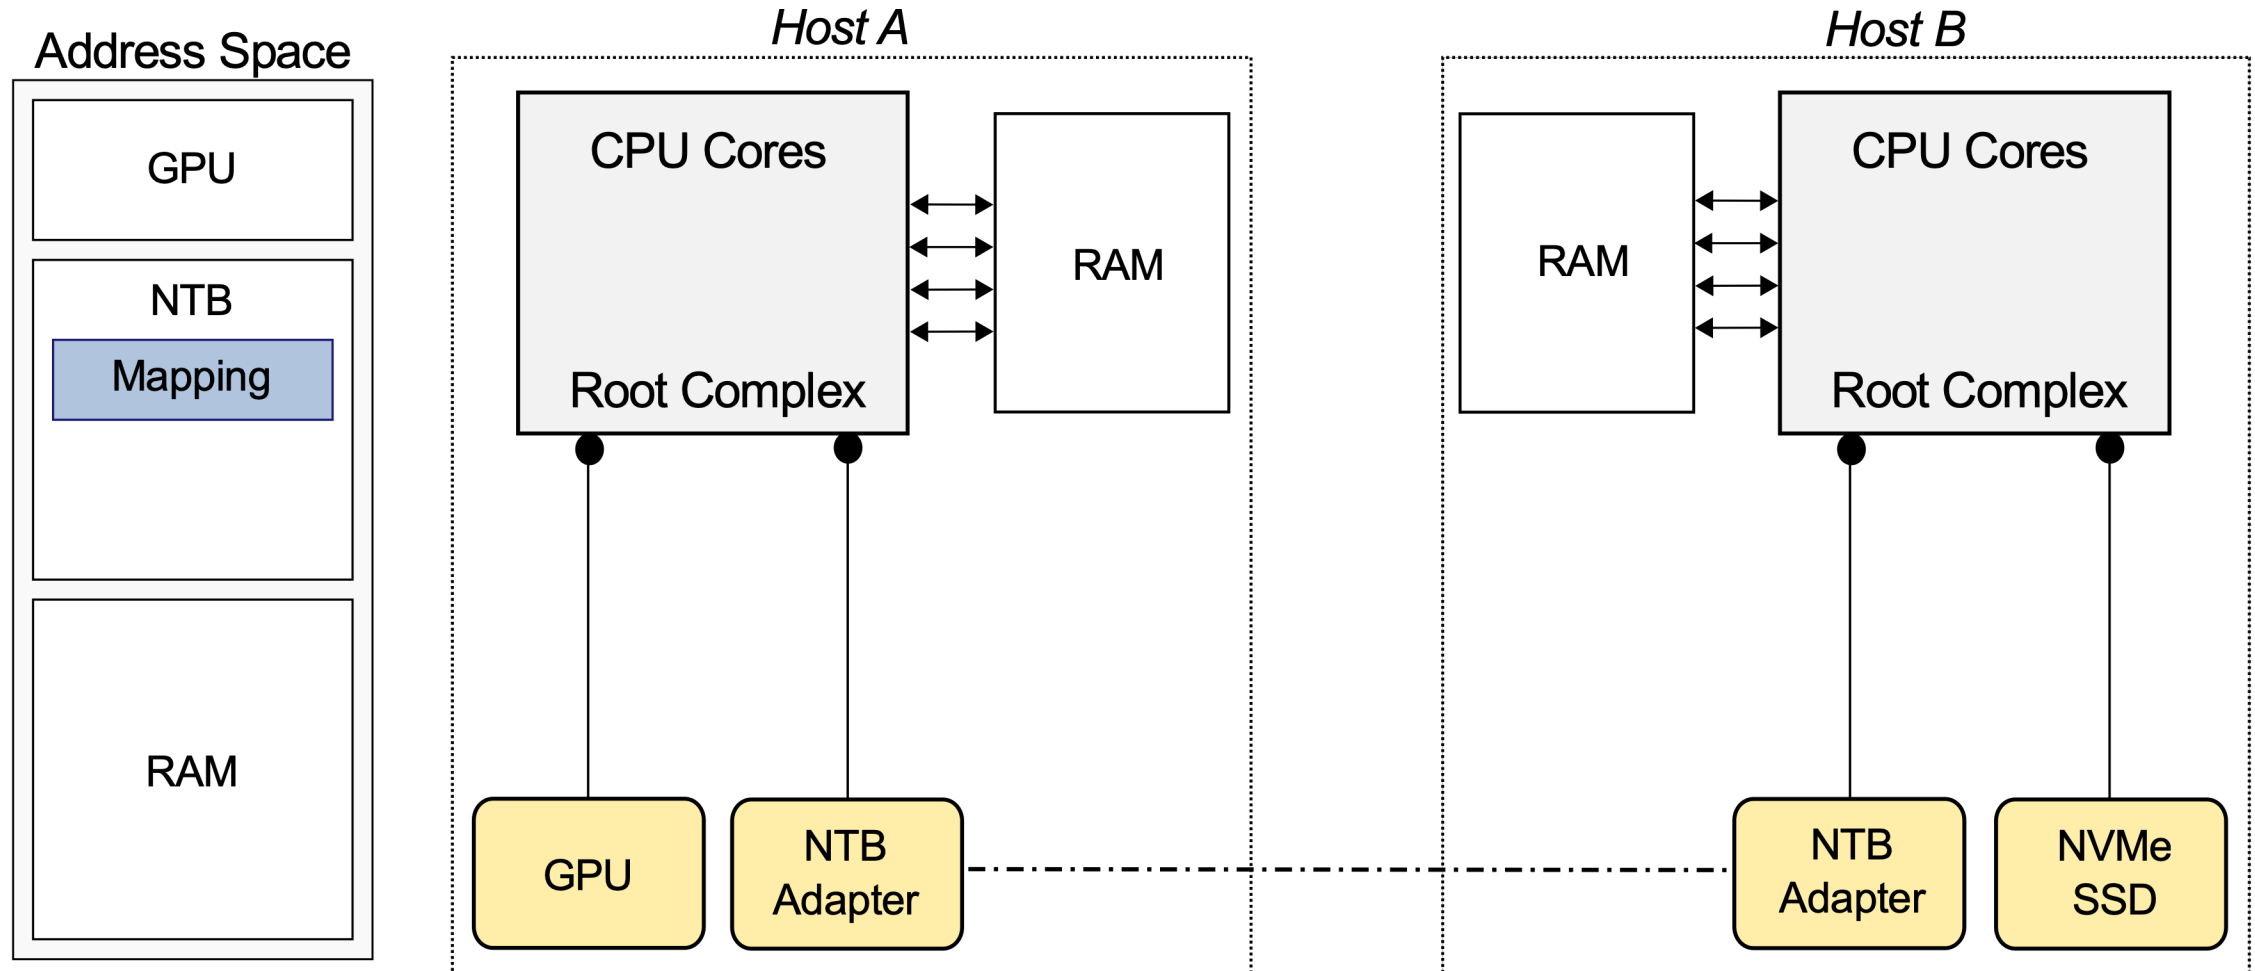 Address Space
GPU
NTB
Mapping
RAM
Host A
CPU Cores
Root Complex
RAM
GPU
NTB
Adapter
Host B
RAM
CPU Cores
Root Complex
NTB
Adapter
NVMe
SSD